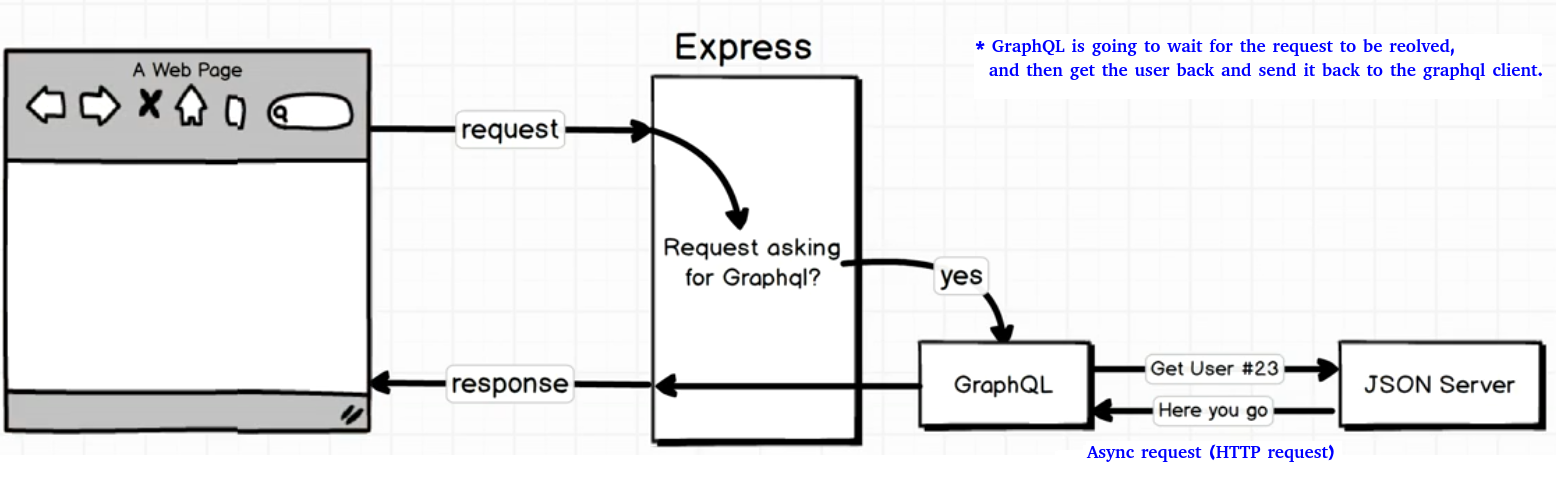 Express
* GraphQL is going to wait for the request to be reolved,
and then get the user back and send it back to the graphql client.
A Web Page
request
Request asking
for Graphql?
yes
response
GraphQL
Get User #23
Here you go
JSON Server
Async request (HTTP request)